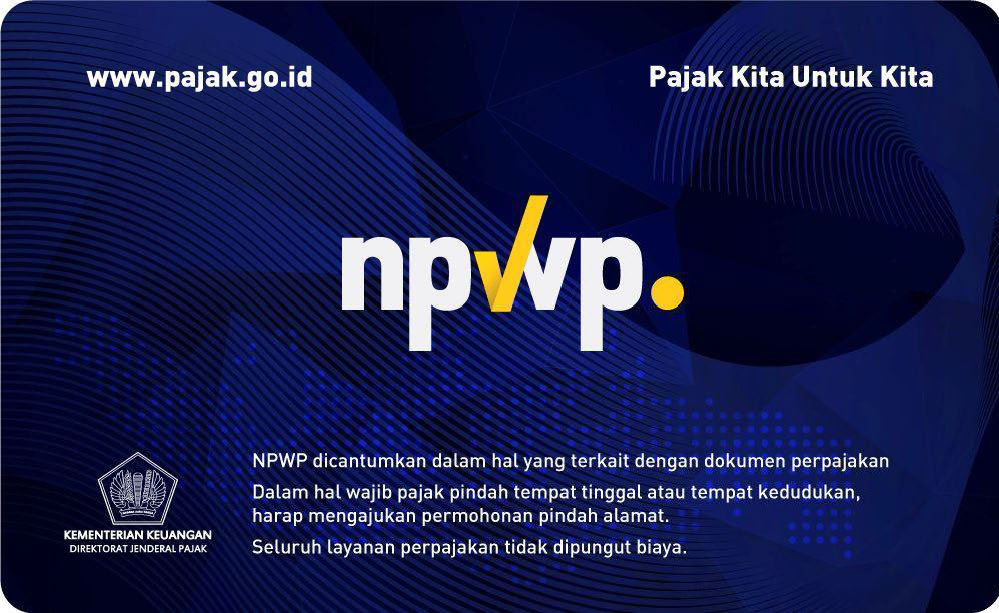 www.pajak.go.id
Pajak Kita Untuk Kita
npwp.
NPWP dicantumkan dalam hal yang terkait dengan dokumen perpajakan
Dalam hal wajib pajak pindah tempat tinggal atau tempat kedudukan,
harap mengajukan permohonan pindah alamat.
Seluruh layanan perpajakan tidak dipungut biaya.
KEMENTERIAN KEUANGAN
DIREKTORAT JENDERAL PAJAK